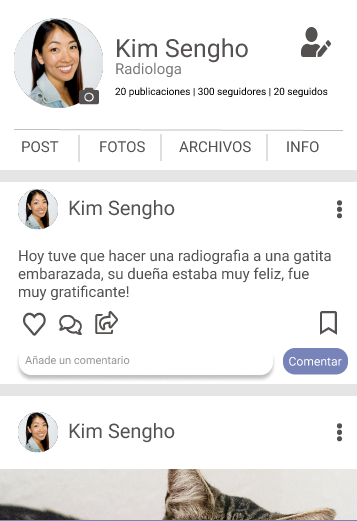 Kim Sengho
Radiologa
20 publicaciones | 300 seguidores | 20 seguidos
POST FOTOS ARCHIVOS INFO
Kim Sengho
Hoy tuve que hacer una radiografia a una gatita
embarazada, su dueña estaba muy feliz, fue
muy gratificante!
Añade un comentario Comentar
Kim Sengho